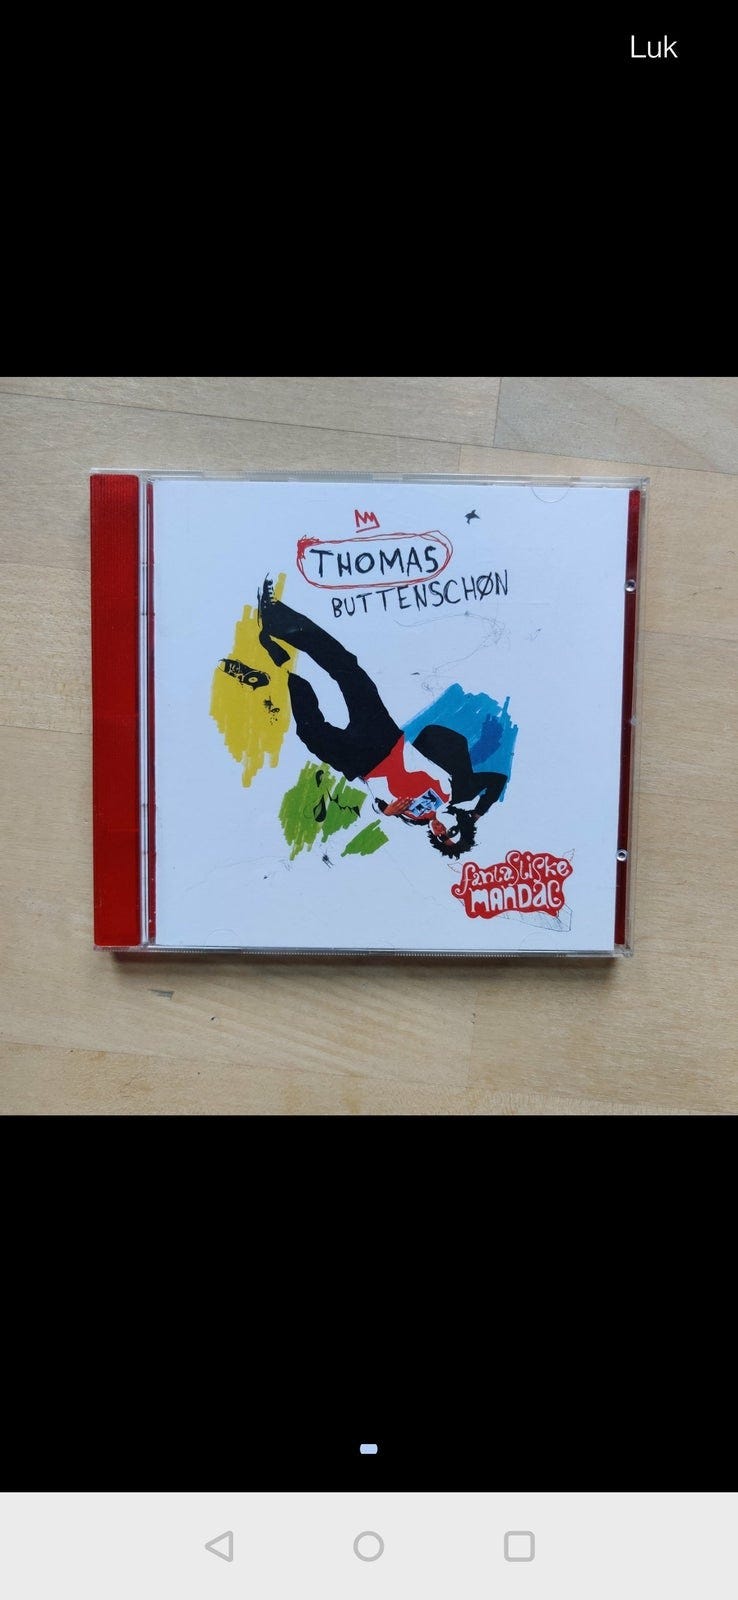 Luk
THOMAS
BUTTENSCHØN
fantastiske
MANDAG